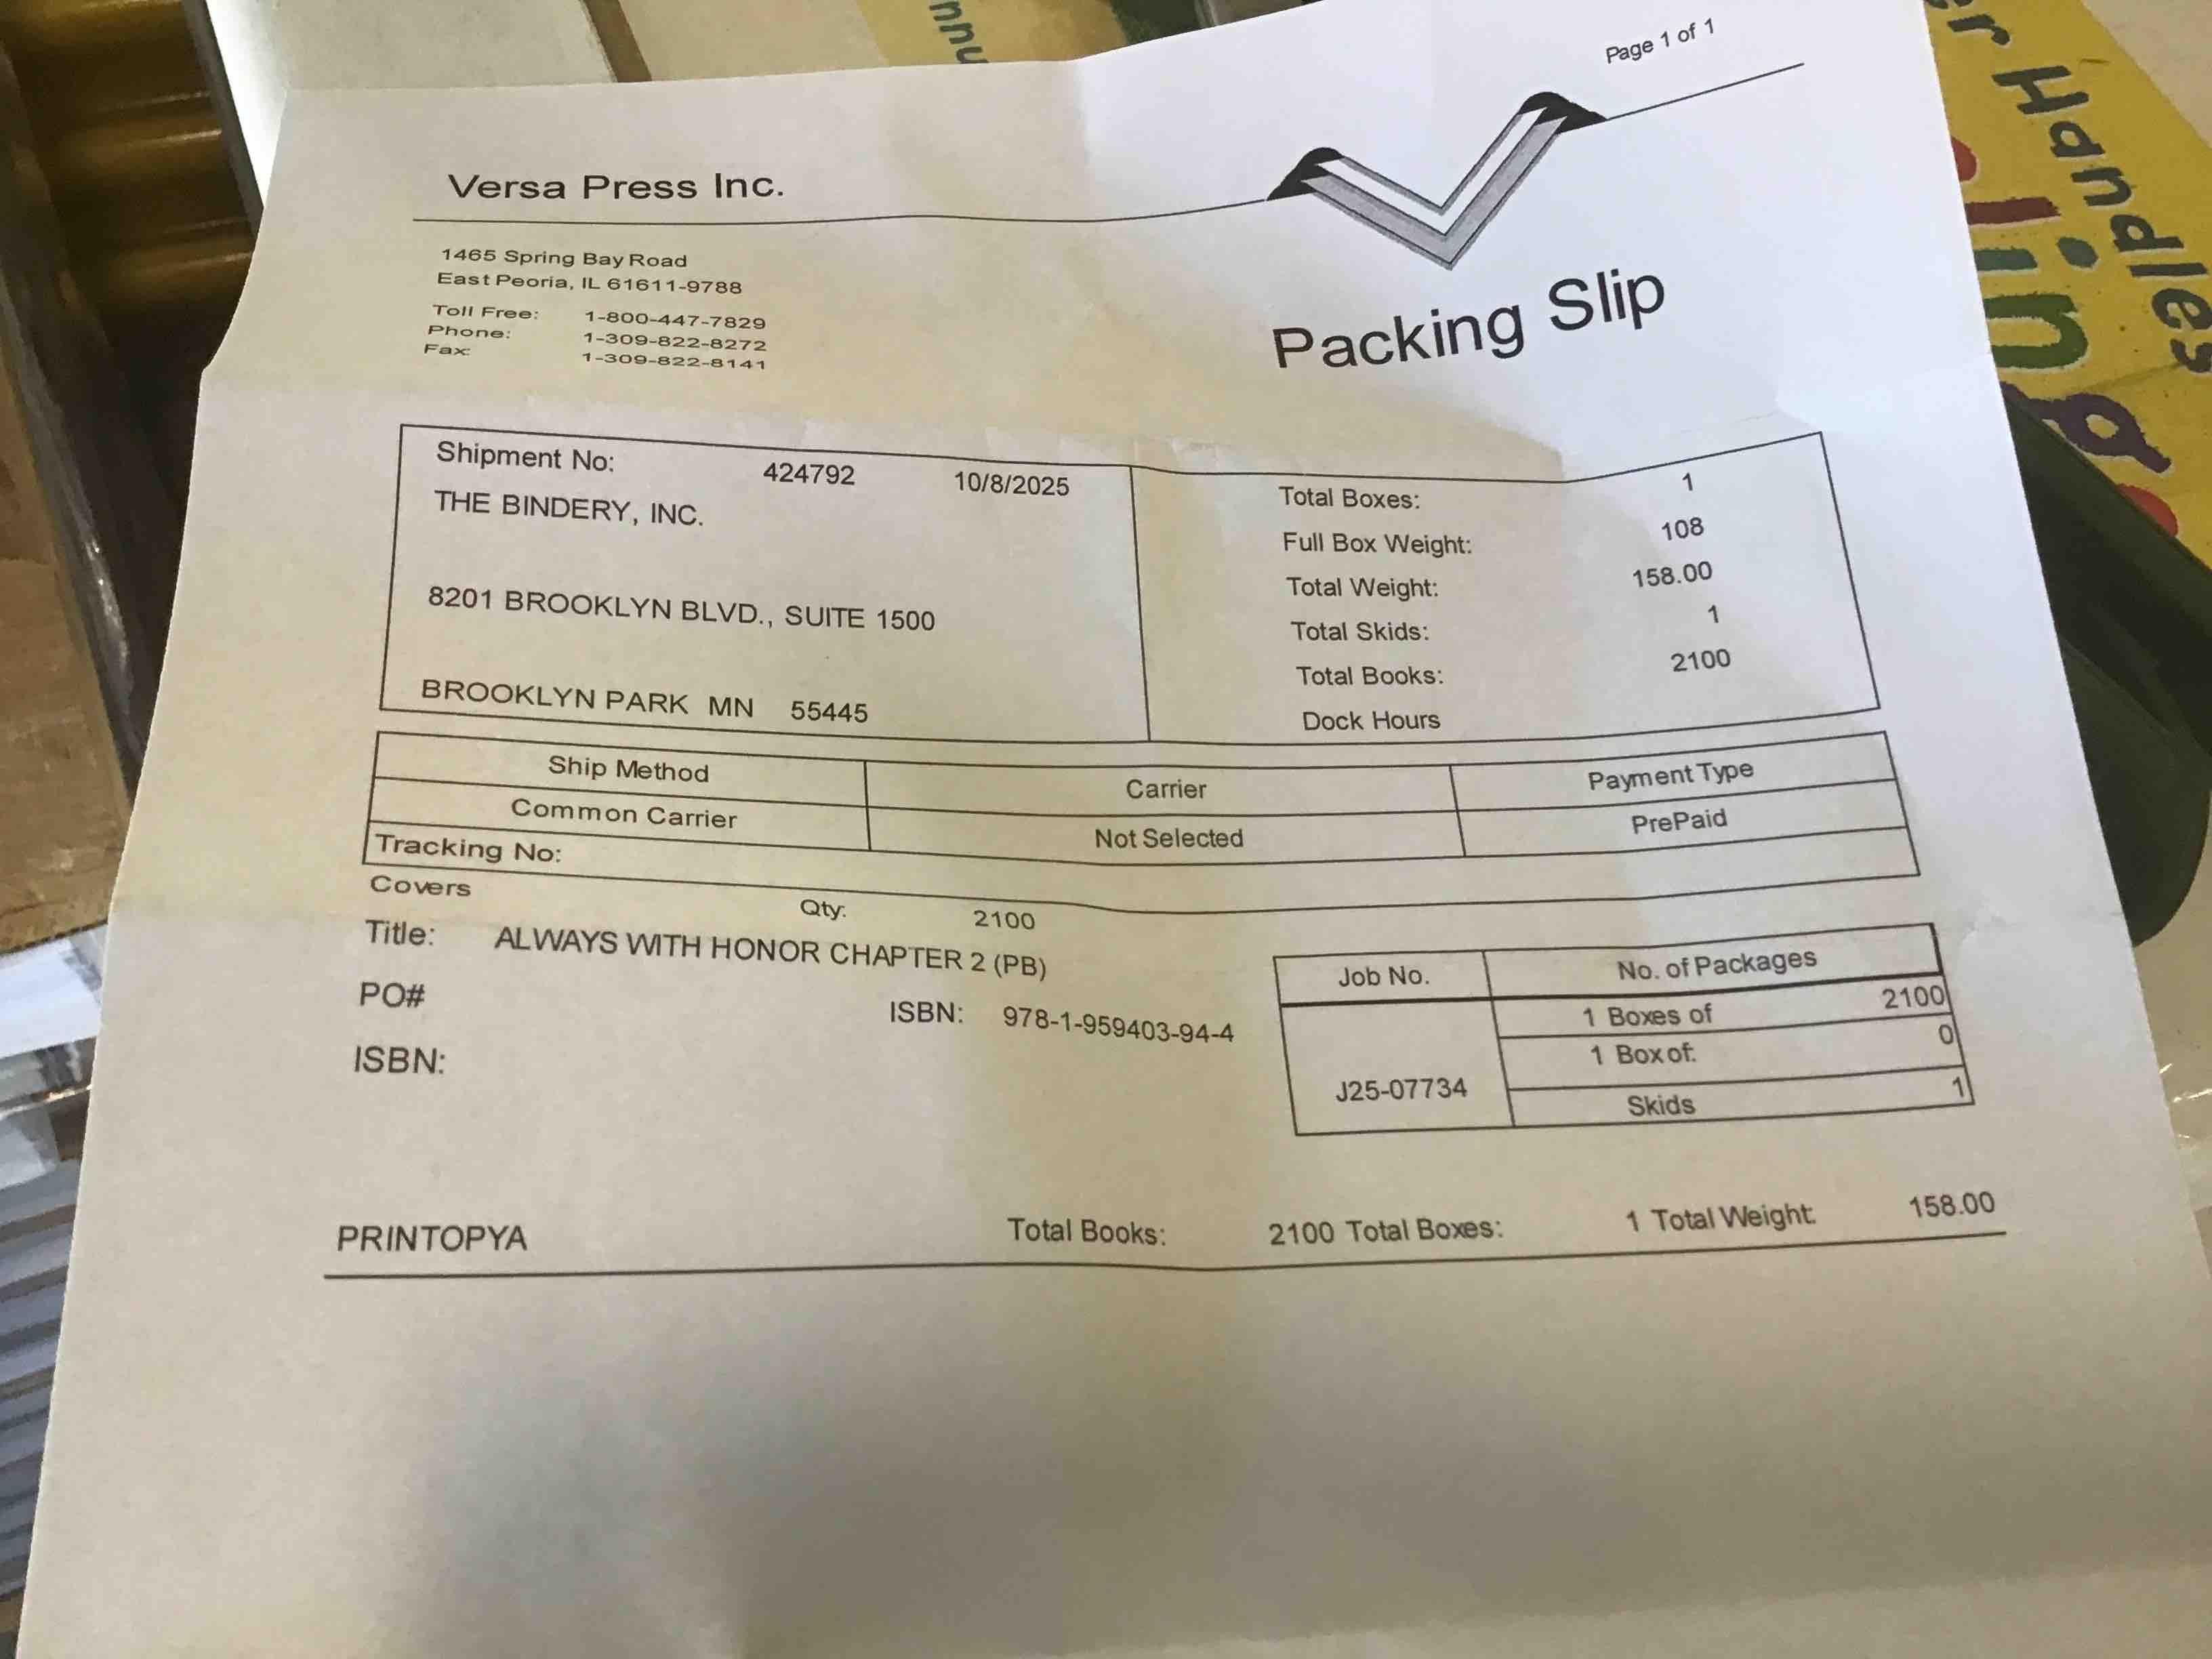 Page 1 of 1
Versa Press Inc.
1465 Spring Bay Road
East Peoria, IL 61611-9788
Toll Free: 1-800-447-7829
Phone: 1-309-822-8272
Fax: 1-309-822-8141
Packing Slip
Shipment No: 424792 10/8/2025
THE BINDERY, INC.
8201 BROOKLYN BLVD., SUITE 1500
BROOKLYN PARK MN 55445
Total Boxes: 1
Full Box Weight: 108
Total Weight: 158.00
Total Skids: 1
Total Books: 2100
Dock Hours
Ship Method Carrier Payment Type
Common Carrier Not Selected PrePaid
Tracking No:
Covers Qty: 2100
Title: ALWAYS WITH HONOR CHAPTER 2 (PB)
PO# ISBN: 978-1-959403-94-4
ISBN:
Job No. No. of Packages
1 Boxes of 2100
1 Box of: 0
J25-07734
Skids 1
PRINTOPYA Total Books: 2100 Total Boxes: 1 Total Weight: 158.00
er Handles
ling